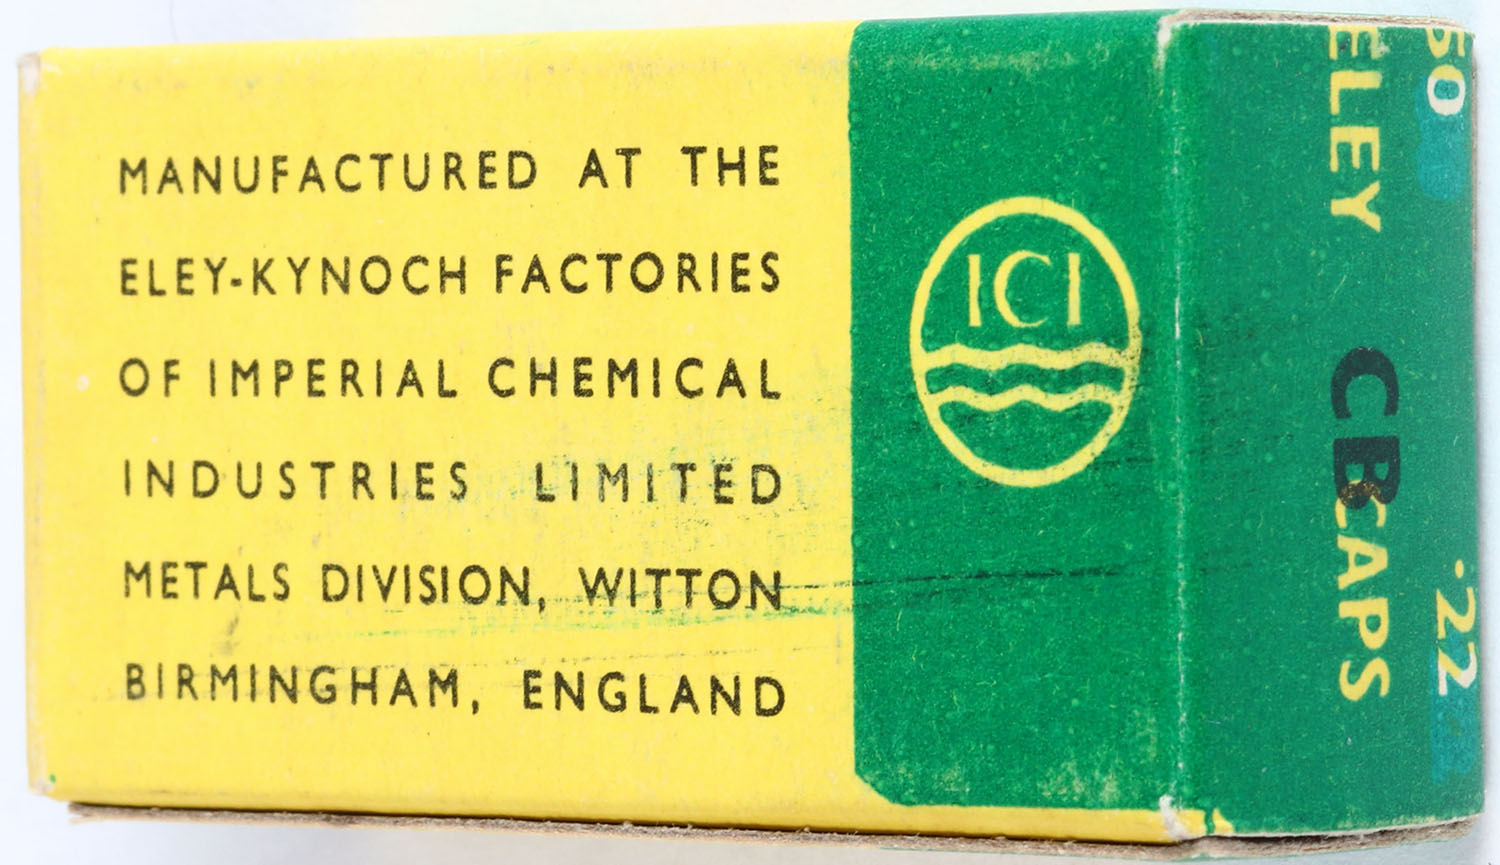 MANUFACTURED AT THE
ELEY-KYNOCH FACTORIES
OF IMPERIAL CHEMICAL
INDUSTRIES LIMITED
METALS DIVISION, WITTON
BIRMINGHAM, ENGLAND
ICI
50 .22
ELEY CB CAPS